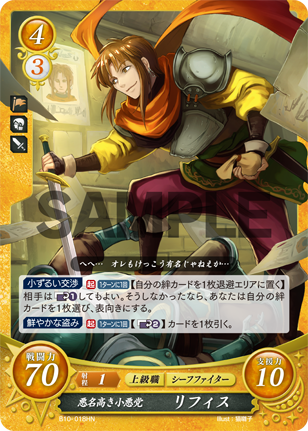 4
3
SAMPLE
へへ… オレもけっこう有名じゃねえか…
小ずるい交渉 起 1ターンに1回 【自分の絆カードを1枚退避エリアに置く】
相手は 1 してもよい。そうしなかったなら、あなたは自分の絆
カードを1枚選び、表向きにする。
鮮やかな盗み 起 1ターンに1回 【 2】カードを1枚引く。
戦闘力
70
射程 1 上級職 シーフファイター
支援力
10
悪名高き小悪党 リフィス